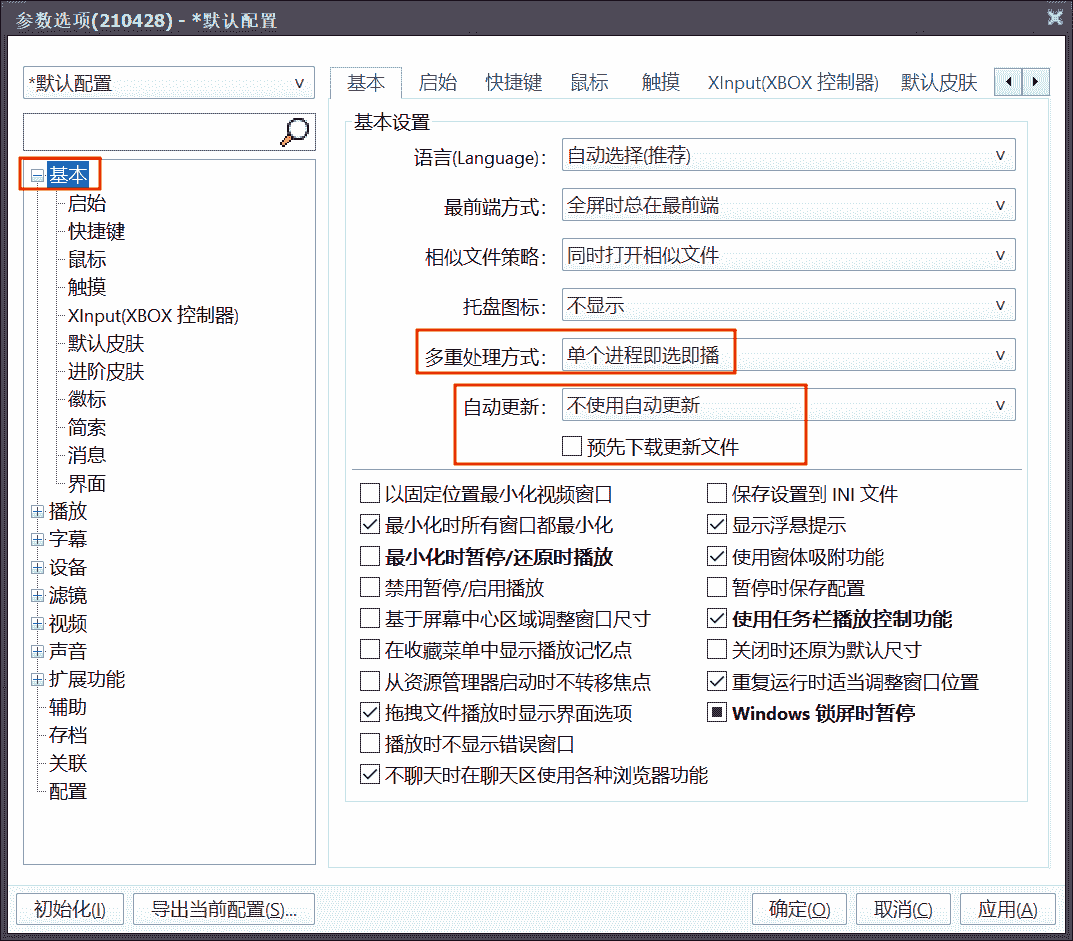 参数选项(210428) - *默认配置
*默认配置
基本
启始
快捷键
鼠标
触摸
XInput(XBOX 控制器)
默认皮肤
进阶皮肤
徽标
简索
消息
界面
播放
字幕
设备
滤镜
视频
声音
扩展功能
辅助
存档
关联
配置
基本 启始 快捷键 鼠标 触摸 XInput(XBOX 控制器) 默认皮肤
基本设置
语言(Language)： 自动选择(推荐)
最前端方式： 全屏时总在最前端
相似文件策略： 同时打开相似文件
托盘图标： 不显示
多重处理方式： 单个进程即选即播
自动更新： 不使用自动更新
预先下载更新文件
以固定位置最小化视频窗口
最小化时所有窗口都最小化
最小化时暂停/还原时播放
禁用暂停/启用播放
基于屏幕中心区域调整窗口尺寸
在收藏菜单中显示播放记忆点
从资源管理器启动时不转移焦点
拖拽文件播放时显示界面选项
播放时不显示错误窗口
不聊天时在聊天区使用各种浏览器功能
保存设置到 INI 文件
显示浮悬提示
使用窗体吸附功能
暂停时保存配置
使用任务栏播放控制功能
关闭时还原为默认尺寸
重复运行时适当调整窗口位置
Windows 锁屏时暂停
初始化(I) 导出当前配置(S)... 确定(O) 取消(C) 应用(A)